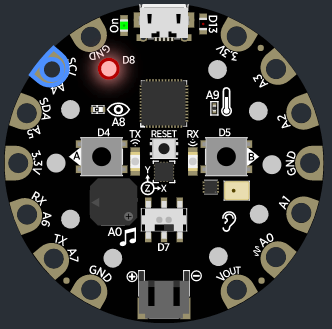 On
D13
GND
3.3V
D8
SCL
A4
A3
SDA
A5
A8
A9
A2
D4
TX
RESET
RX
D5
3.3V
A
B
GND
Y
Z
X
RX
A6
A1
A0
D7
TX
A7
A0
GND
VOUT